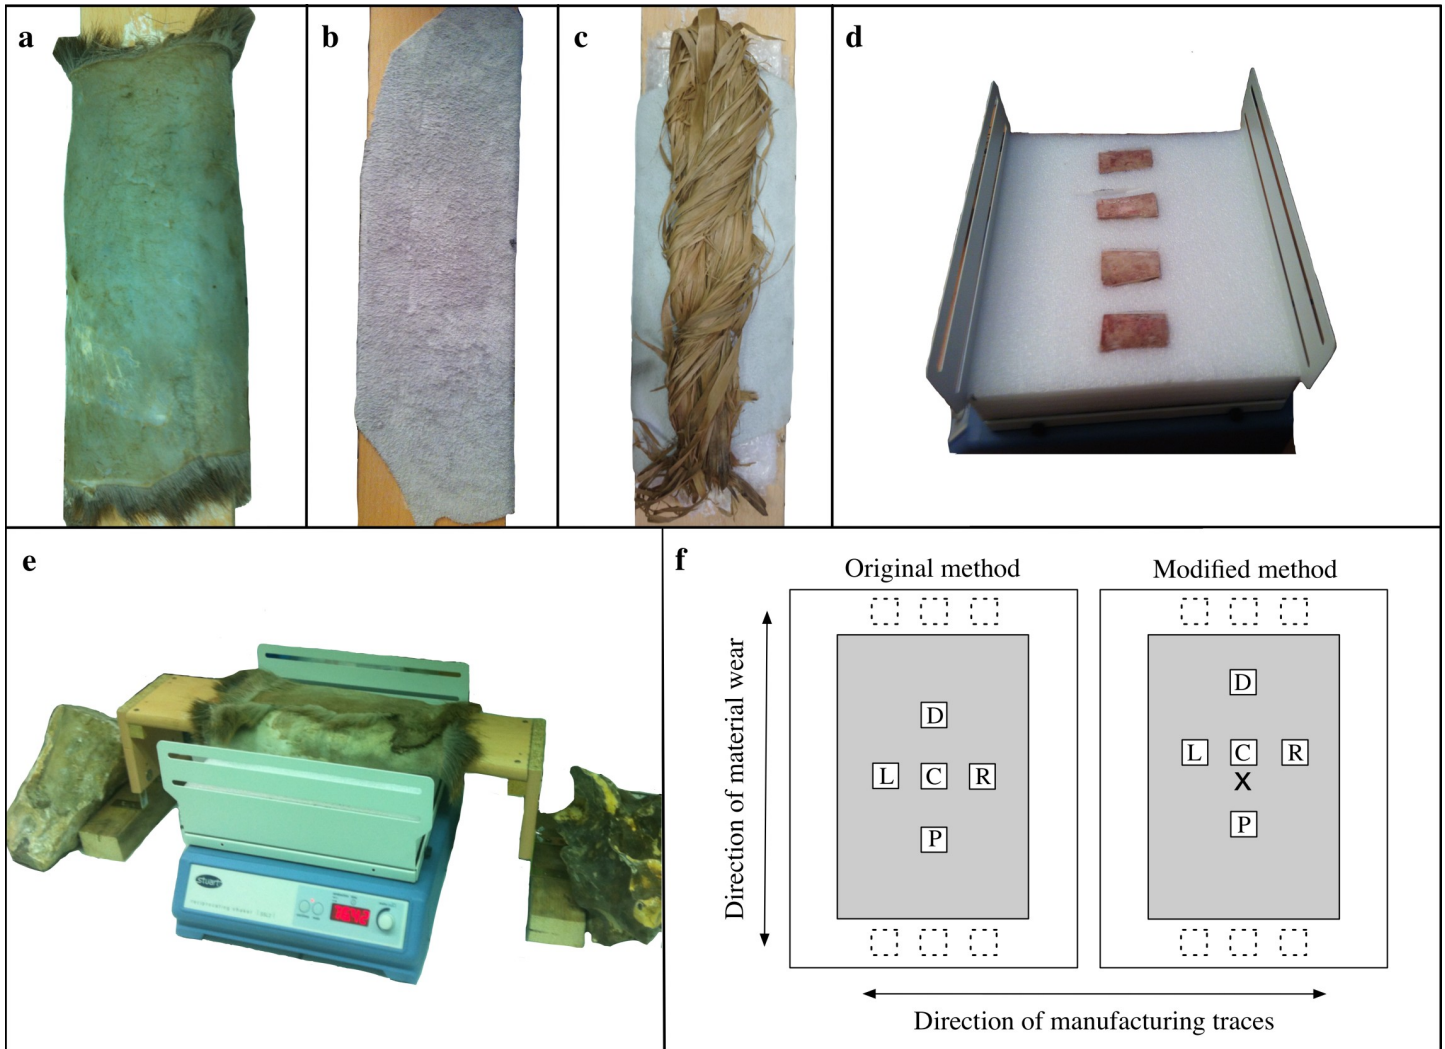 a
b
c
d
e
stuart
f
Original method
Modified method
Direction of material wear
D
L C R
P
D
L C R
X
P
Direction of manufacturing traces